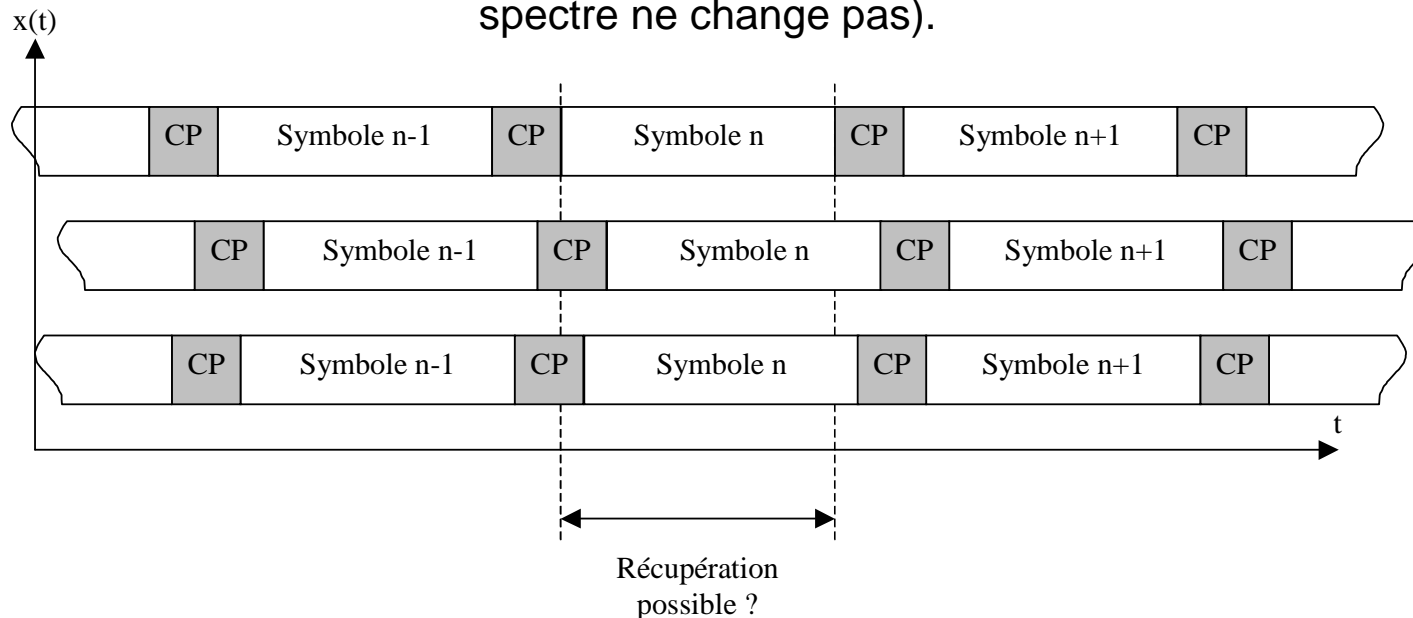 spectre ne change pas).
x(t)
CP Symbole n-1 CP Symbole n CP Symbole n+1 CP
CP Symbole n-1 CP Symbole n CP Symbole n+1 CP
CP Symbole n-1 CP Symbole n CP Symbole n+1 CP
t
Récupération
possible ?